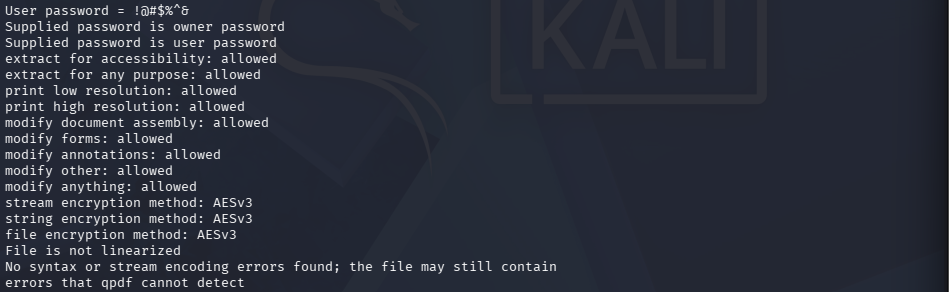 User password = !@#$%^&
Supplied password is owner password
Supplied password is user password
extract for accessibility: allowed
extract for any purpose: allowed
print low resolution: allowed
print high resolution: allowed
modify document assembly: allowed
modify forms: allowed
modify annotations: allowed
modify other: allowed
modify anything: allowed
stream encryption method: AESv3
string encryption method: AESv3
file encryption method: AESv3
File is not linearized
No syntax or stream encoding errors found; the file may still contain
errors that qpdf cannot detect
KALI